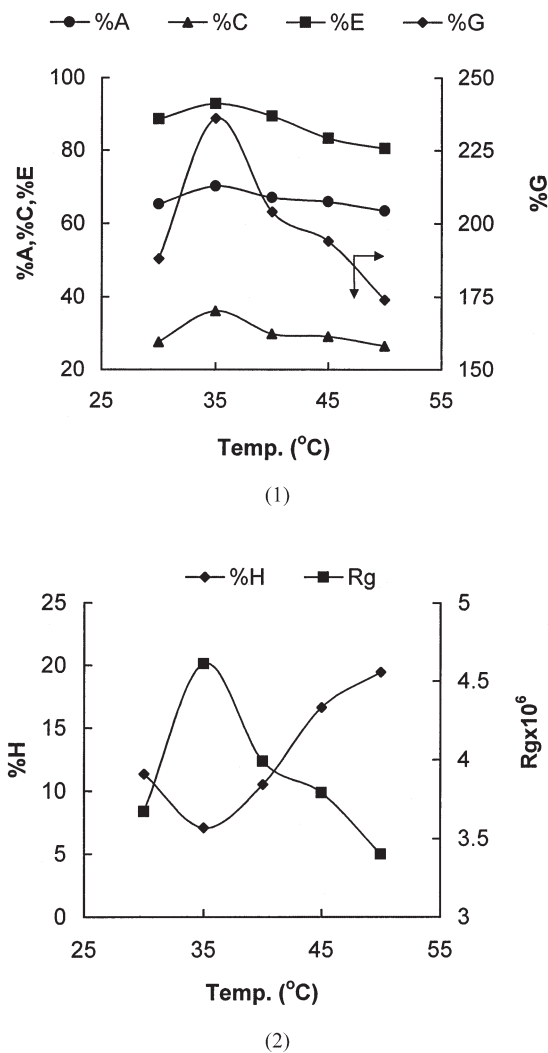 %A %C %E %G
100 250
80 225
60 200
40 175
20 150
%A,%C,%E
%G
25 35 45 55
Temp. (°C)
(1)
%H Rg
25 5
20 4.5
15 4
10 3.5
5
0 3
%H
Rgx10⁶
25 35 45 55
Temp. (°C)
(2)